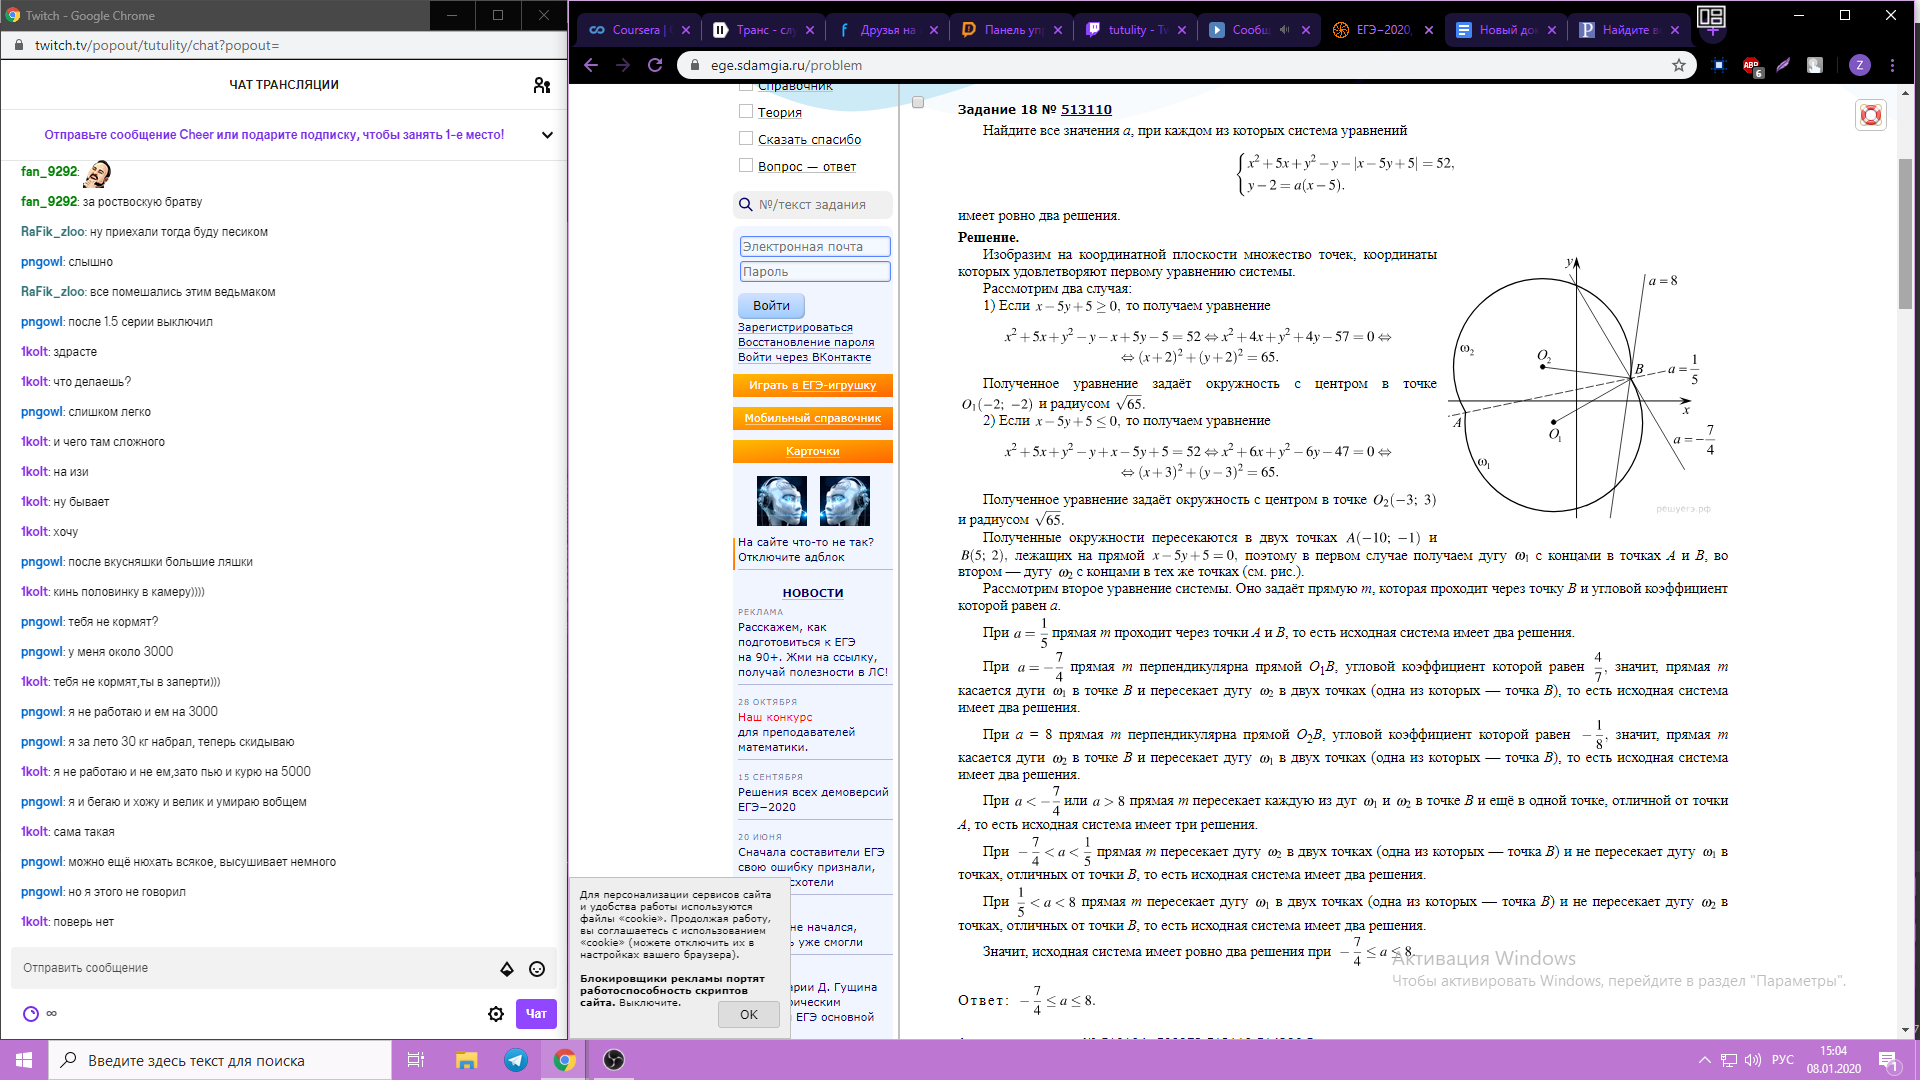 Twitch - Google Chrome
twitch.tv/popout/tutulity/chat?popout=
ЧАТ ТРАНСЛЯЦИИ
Отправьте сообщение Cheer или подарите подписку, чтобы занять 1-е место!
fan_9292:
fan_9292: за роствоскую братву
RaFik_zloo: ну приехали тогда буду песиком
pngowl: слышно
RaFik_zloo: все помешались этим ведьмаком
pngowl: после 1.5 серии выключил
1kolt: здрасте
1kolt: что делаешь?
pngowl: слишком легко
1kolt: и чего там сложного
1kolt: на изи
1kolt: ну бывает
1kolt: хочу
pngowl: после вкусняшки большие ляшки
1kolt: кинь половинку в камеру))))
pngowl: тебя не кормят?
pngowl: у меня около 3000
1kolt: тебя не кормят,ты в заперти)))
pngowl: я не работаю и ем на 3000
pngowl: я за лето 30 кг набрал, теперь скидываю
1kolt: я не работаю и не ем,зато пью и курю на 5000
pngowl: я и бегаю и хожу и велик и умираю вобщем
1kolt: сама такая
pngowl: можно ещё нюхать всякое, высушивает немного
pngowl: но я этого не говорил
1kolt: поверь нет
Отправить сообщение
∞
Чат
Coursera |
Транс - слу
Друзья на
Панель уп
tutulity - Tw
Сообщ
ЕГЭ–2020,
Новый док
Найдите в
ege.sdamgia.ru/problem
ABP 6
Z
Справочник
Теория
Сказать спасибо
Вопрос — ответ
№/текст задания
Электронная почта
Пароль
Войти
Зарегистрироваться
Восстановление пароля
Войти через ВКонтакте
Играть в ЕГЭ-игрушку
Мобильный справочник
Карточки
На сайте что-то не так?
Отключите адблок
НОВОСТИ
РЕКЛАМА
Расскажем, как
подготовиться к ЕГЭ
на 90+. Жми на ссылку,
получай полезности в ЛС!
28 ОКТЯБРЯ
Наш конкурс
для преподавателей
математики.
15 СЕНТЯБРЯ
Решения всех демоверсий
ЕГЭ−2020
20 ИЮНЯ
Сначала составители ЕГЭ
свою ошибку признали,
схотели
не начался,
ь уже смогли
арии Д. Гущина
рическим
ЕГЭ основной
Для персонализации сервисов сайта
и удобства работы используются
файлы «cookie». Продолжая работу,
вы соглашаетесь с использованием
«cookie» (можете отключить их в
настройках вашего браузера).
Блокировщики рекламы портят
работоспособность скриптов
сайта. Выключите.
OK
Задание 18 № 513110
Найдите все значения a, при каждом из которых система уравнений
x² + 5x + y² − y − |x − 5y + 5| = 52,
y − 2 = a(x − 5).
имеет ровно два решения.
Решение.
Изобразим на координатной плоскости множество точек, координаты
которых удовлетворяют первому уравнению системы.
Рассмотрим два случая:
1) Если x − 5y + 5 ≥ 0, то получаем уравнение
x² + 5x + y² − y − x + 5y − 5 = 52 ⇔ x² + 4x + y² + 4y − 57 = 0 ⇔
⇔ (x + 2)² + (y + 2)² = 65.
Полученное уравнение задаёт окружность с центром в точке
O₁(−2; −2) и радиусом √65.
2) Если x − 5y + 5 ≤ 0, то получаем уравнение
x² + 5x + y² − y + x − 5y + 5 = 52 ⇔ x² + 6x + y² − 6y − 47 = 0 ⇔
⇔ (x + 3)² + (y − 3)² = 65.
Полученное уравнение задаёт окружность с центром в точке O₂(−3; 3)
и радиусом √65.
y
a = 8
ω₂
O₂
B
a = 1/5
x
A
O₁
a = −7/4
ω₁
решуегэ.рф
Полученные окружности пересекаются в двух точках A(−10; −1) и
B(5; 2), лежащих на прямой x − 5y + 5 = 0, поэтому в первом случае получаем дугу ω₁ с концами в точках A и B, во
втором — дугу ω₂ с концами в тех же точках (см. рис.).
Рассмотрим второе уравнение системы. Оно задаёт прямую m, которая проходит через точку B и угловой коэффициент
которой равен a.
При a = 1/5 прямая m проходит через точки A и B, то есть исходная система имеет два решения.
При a = −7/4 прямая m перпендикулярна прямой O₁B, угловой коэффициент которой равен 4/7, значит, прямая m
касается дуги ω₁ в точке B и пересекает дугу ω₂ в двух точках (одна из которых — точка B), то есть исходная система
имеет два решения.
При a = 8 прямая m перпендикулярна прямой O₂B, угловой коэффициент которой равен −1/8, значит, прямая m
касается дуги ω₂ в точке B и пересекает дугу ω₁ в двух точках (одна из которых — точка B), то есть исходная система
имеет два решения.
При a < −7/4 или a > 8 прямая m пересекает каждую из дуг ω₁ и ω₂ в точке B и ещё в одной точке, отличной от точки
A, то есть исходная система имеет три решения.
При −7/4 < a < 1/5 прямая m пересекает дугу ω₂ в двух точках (одна из которых — точка B) и не пересекает дугу ω₁ в
точках, отличных от точки B, то есть исходная система имеет два решения.
При 1/5 < a < 8 прямая m пересекает дугу ω₁ в двух точках (одна из которых — точка B) и не пересекает дугу ω₂ в
точках, отличных от точки B, то есть исходная система имеет два решения.
Значит, исходная система имеет ровно два решения при −7/4 ≤ a ≤ 8.
Ответ: −7/4 ≤ a ≤ 8.
Активация Windows
Чтобы активировать Windows, перейдите в раздел "Параметры".
Введите здесь текст для поиска
РУС
15:04
08.01.2020
1